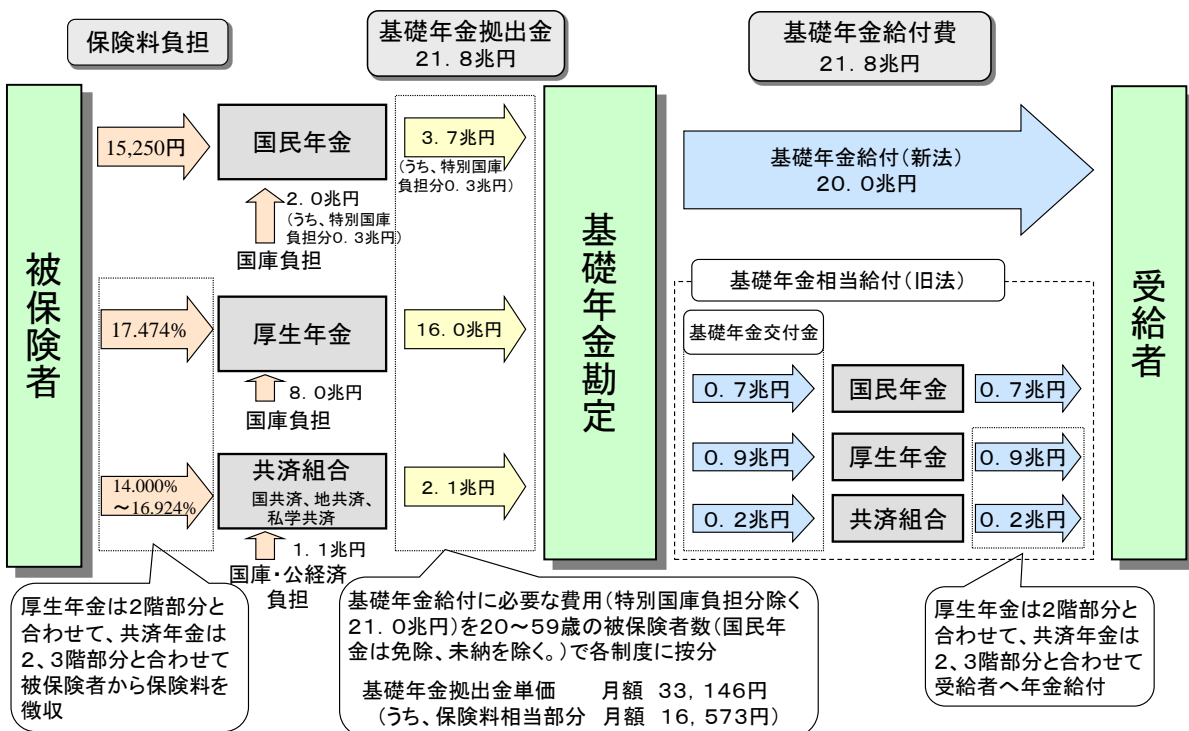 保険料負担
基礎年金拠出金
21.8兆円
基礎年金給付費
21.8兆円
被保険者
15,250円
国民年金
3.7兆円
(うち、特別国庫
負担分0.3兆円)
2.0兆円
(うち、特別国庫
負担分0.3兆円)
国庫負担
17.474%
厚生年金
16.0兆円
8.0兆円
国庫負担
14.000%
~16.924%
共済組合
国共済、地共済、
私学共済
2.1兆円
1.1兆円
国庫・公経済
負担
基礎年金勘定
基礎年金給付(新法)
20.0兆円
基礎年金相当給付(旧法)
基礎年金交付金
0.7兆円
国民年金
0.7兆円
0.9兆円
厚生年金
0.9兆円
0.2兆円
共済組合
0.2兆円
受給者
厚生年金は2階部分と
合わせて、共済年金は
2、3階部分と合わせて
被保険者から保険料を
徴収
基礎年金給付に必要な費用(特別国庫負担分除く
21.0兆円)を20~59歳の被保険者数(国民年
金は免除、未納を除く。)で各制度に按分
基礎年金拠出金単価 月額 33,146円
(うち、保険料相当部分 月額 16,573円)
厚生年金は2階部分と
合わせて、共済年金は
2、3階部分と合わせて
受給者へ年金給付